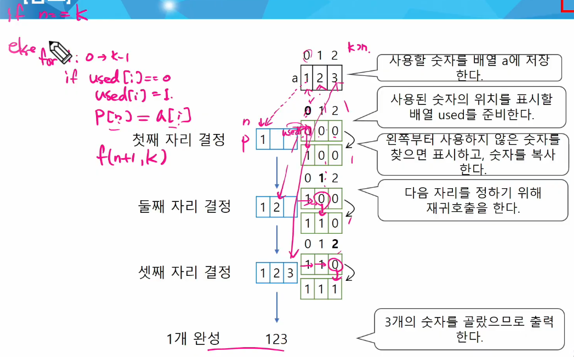 if n == k
else
for i: 0 → k-1
if used[i]==0
used[i]=1.
P[n] = a[i]
f(n+1, k)
0 1 2
a 1 2 3
사용할 숫자를 배열 a에 저장
한다.
사용된 숫자의 위치를 표시할
배열 used를 준비한다.
0 1 2
n
P
첫째 자리 결정
1
0 0 0
1 0 0
왼쪽부터 사용하지 않은 숫자를
찾으면 표시하고, 숫자를 복사
한다.
다음 자리를 정하기 위해
재귀호출을 한다.
0 1 2
둘째 자리 결정
1 2
1 0 0
1 1 0
0 1 2
셋째 자리 결정
1 2 3
1 1 0
1 1 1
1개 완성
123
3개의 숫자를 골랐으므로 출력
한다.